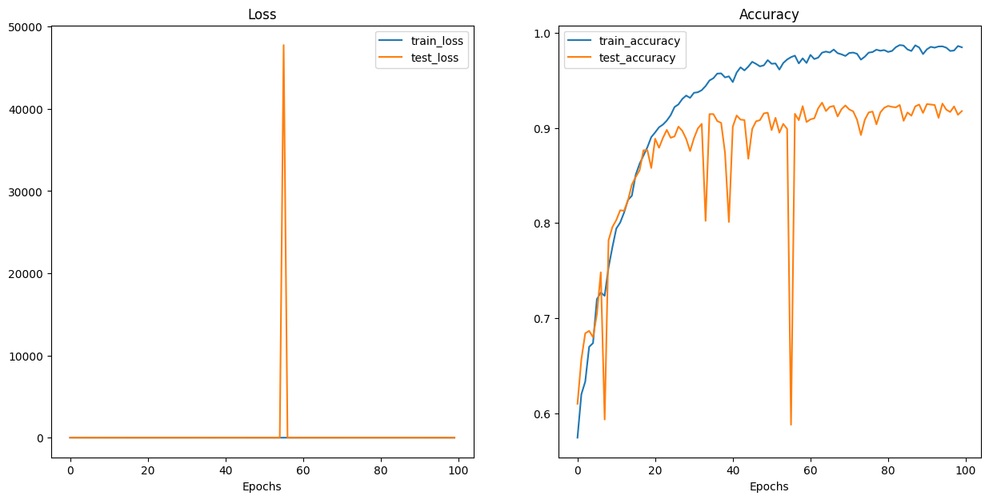 Loss
50000
40000
30000
20000
10000
0
train_loss
test_loss
0 20 40 60 80 100
Epochs
Accuracy
1.0
0.9
0.8
0.7
0.6
train_accuracy
test_accuracy
0 20 40 60 80 100
Epochs